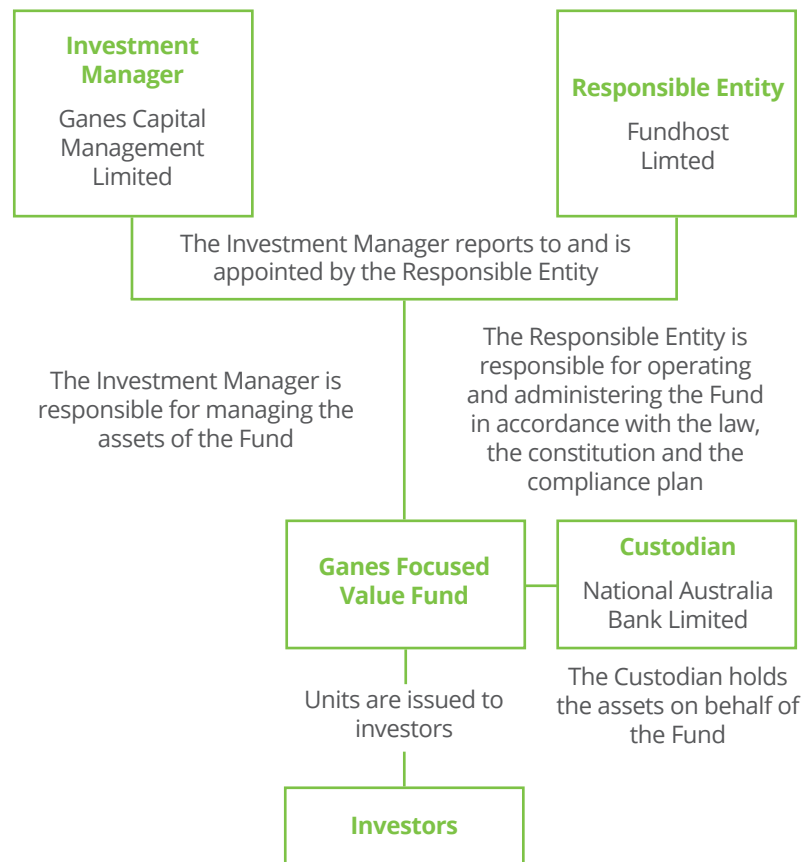 Investment
Manager
Ganes Capital
Management
Limited
Responsible Entity
Fundhost
Limted
The Investment Manager reports to and is
appointed by the Responsible Entity
The Investment Manager is
responsible for managing the
assets of the Fund
The Responsible Entity is
responsible for operating
and administering the Fund
in accordance with the law,
the constitution and the
compliance plan
Ganes Focused
Value Fund
Custodian
National Australia
Bank Limited
The Custodian holds
the assets on behalf of
the Fund
Units are issued to
investors
Investors